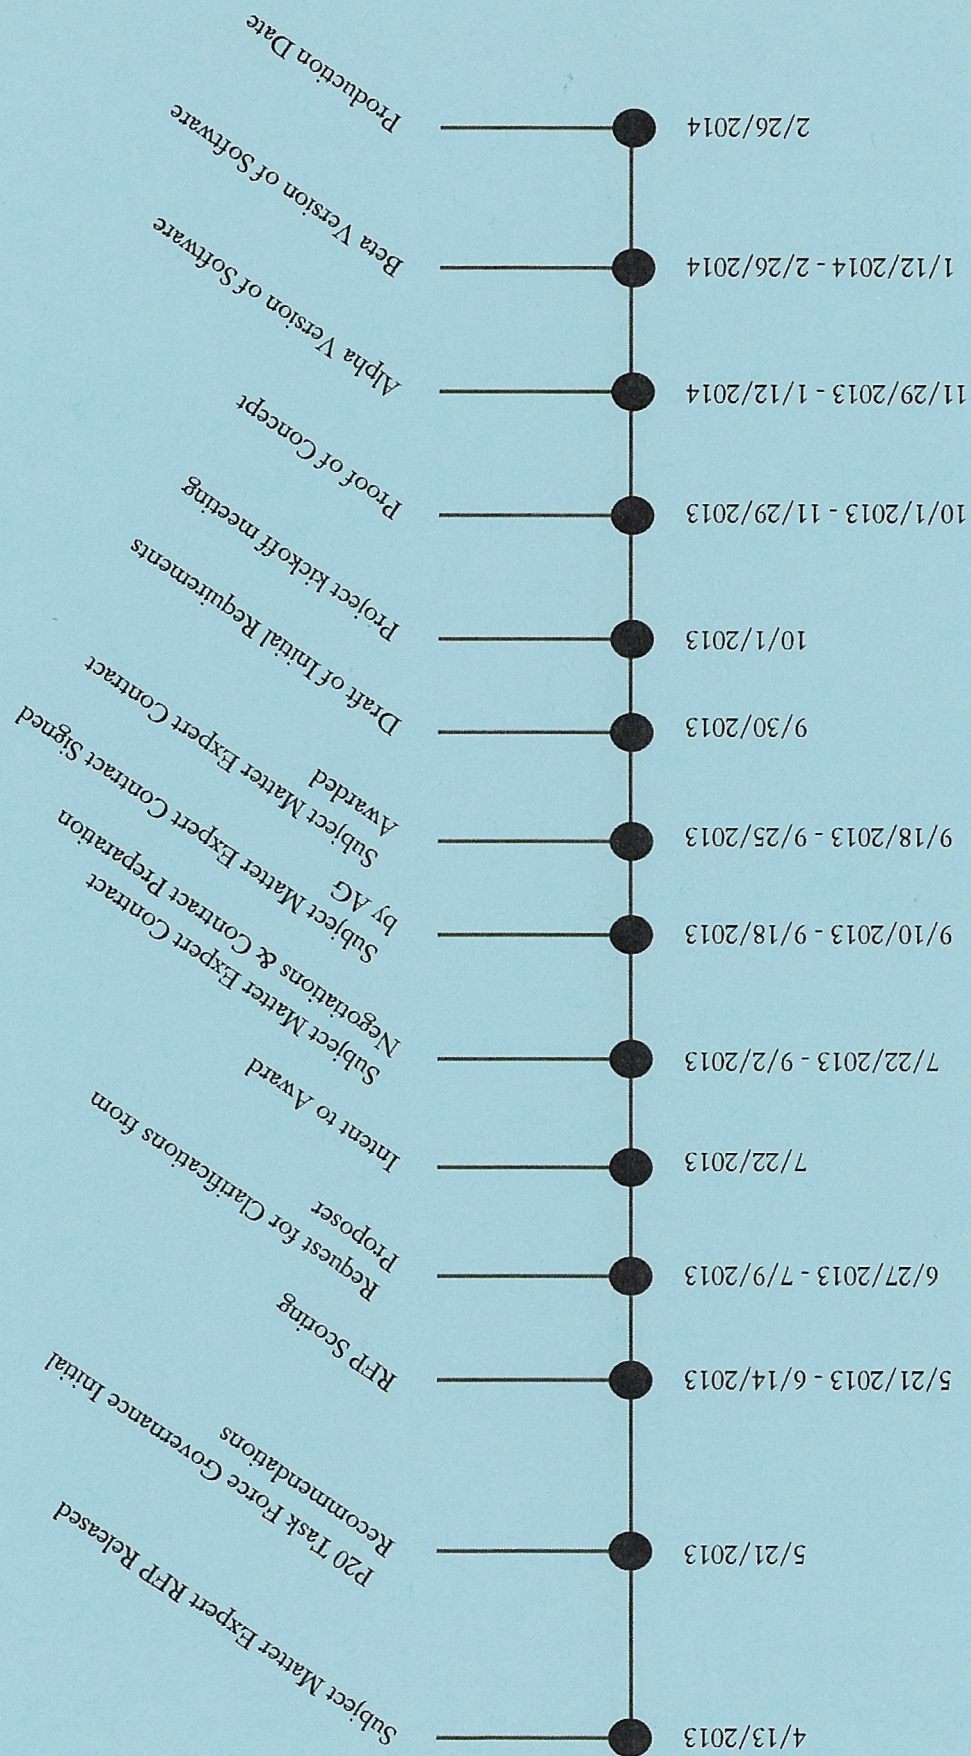 4/13/2013
Subject Matter Expert RFP Released
5/21/2013
P20 Task Force Governance Initial
Recommendations
5/21/2013 - 6/14/2013
RFP Scoring
6/27/2013 - 7/9/2013
Request for Clarifications from
Proposer
7/22/2013
Intent to Award
7/22/2013 - 9/2/2013
Subject Matter Expert Contract
Negotiations & Contract Preparation
9/10/2013 - 9/18/2013
Subject Matter Expert Contract Signed
by AG
9/18/2013 - 9/25/2013
Subject Matter Expert Contract
Awarded
9/30/2013
Draft of Initial Requirements
10/1/2013
Project kickoff meeting
10/1/2013 - 11/29/2013
Proof of Concept
11/29/2013 - 1/12/2014
Alpha Version of Software
1/12/2014 - 2/26/2014
Beta Version of Software
2/26/2014
Production Date